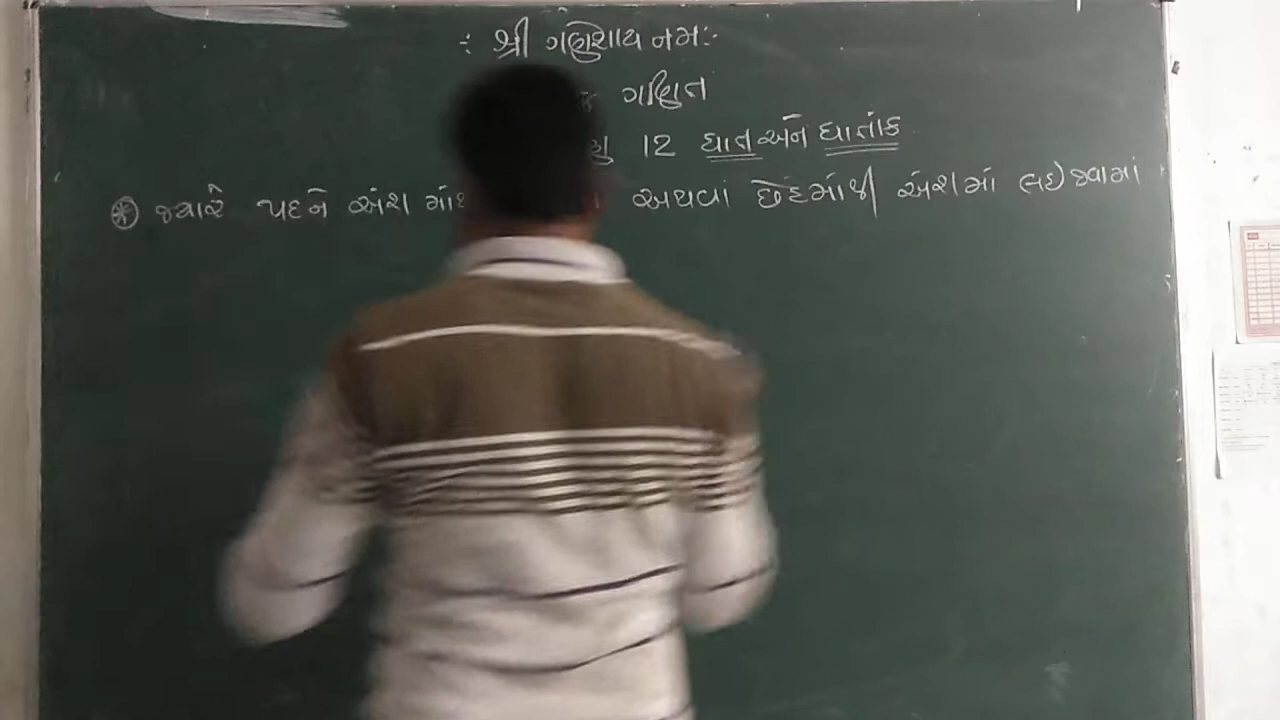 -: શ્રી ગણેશાય નમ:-
ગણિત
12 ઘાત અને ઘાતાંક
જ્યારે પદને અંશ અથવા છેદમાંથી અંશમાં લઇ જવામાં